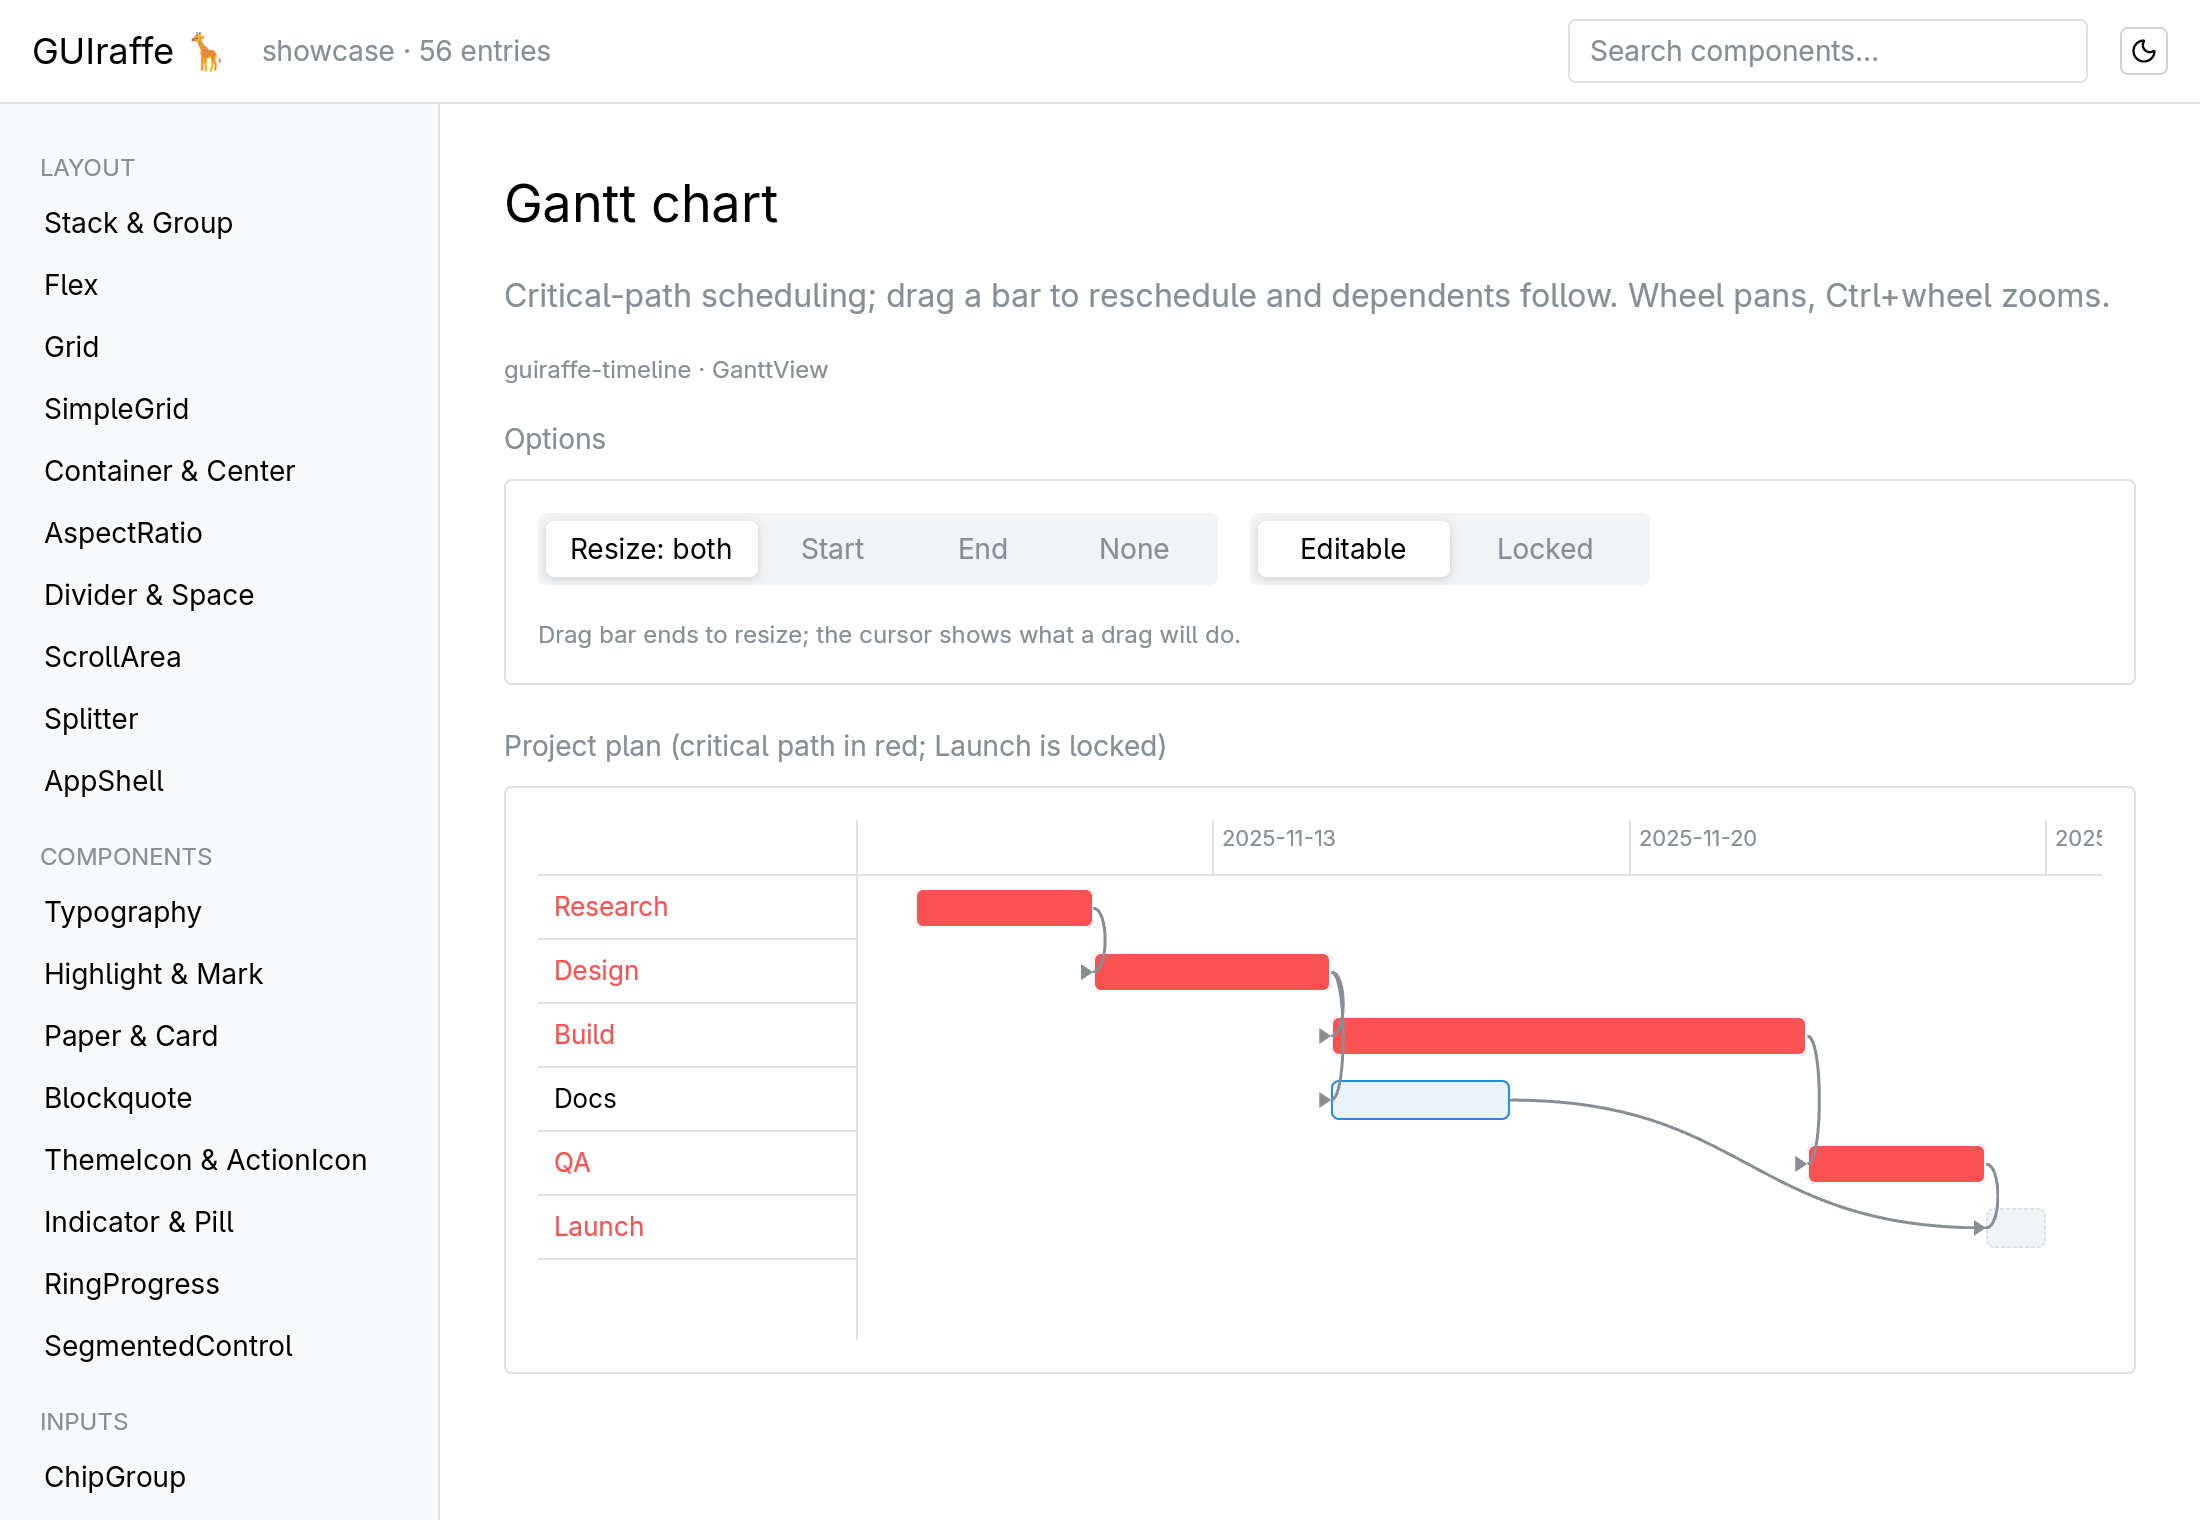 GUIraffe 🦒 showcase · 56 entries Search components...
LAYOUT
Stack & Group
Flex
Grid
SimpleGrid
Container & Center
AspectRatio
Divider & Space
ScrollArea
Splitter
AppShell
COMPONENTS
Typography
Highlight & Mark
Paper & Card
Blockquote
ThemeIcon & ActionIcon
Indicator & Pill
RingProgress
SegmentedControl
INPUTS
ChipGroup
Gantt chart
Critical-path scheduling; drag a bar to reschedule and dependents follow. Wheel pans, Ctrl+wheel zooms.
guiraffe-timeline · GanttView
Options
Resize: both Start End None Editable Locked
Drag bar ends to resize; the cursor shows what a drag will do.
Project plan (critical path in red; Launch is locked)
2025-11-13 2025-11-20 2025
Research
Design
Build
Docs
QA
Launch